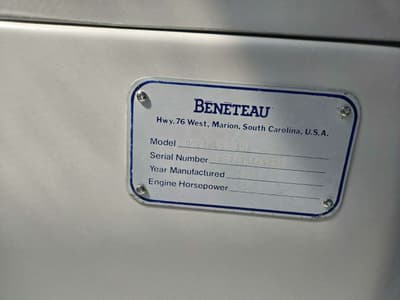 BENETEAU
Hwy. 76 West, Marion, South Carolina, U.S.A.
Model
Serial Number
Year Manufactured
Engine Horsepower